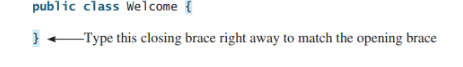 public class Welcome {
} Type this closing brace right away to match the opening brace